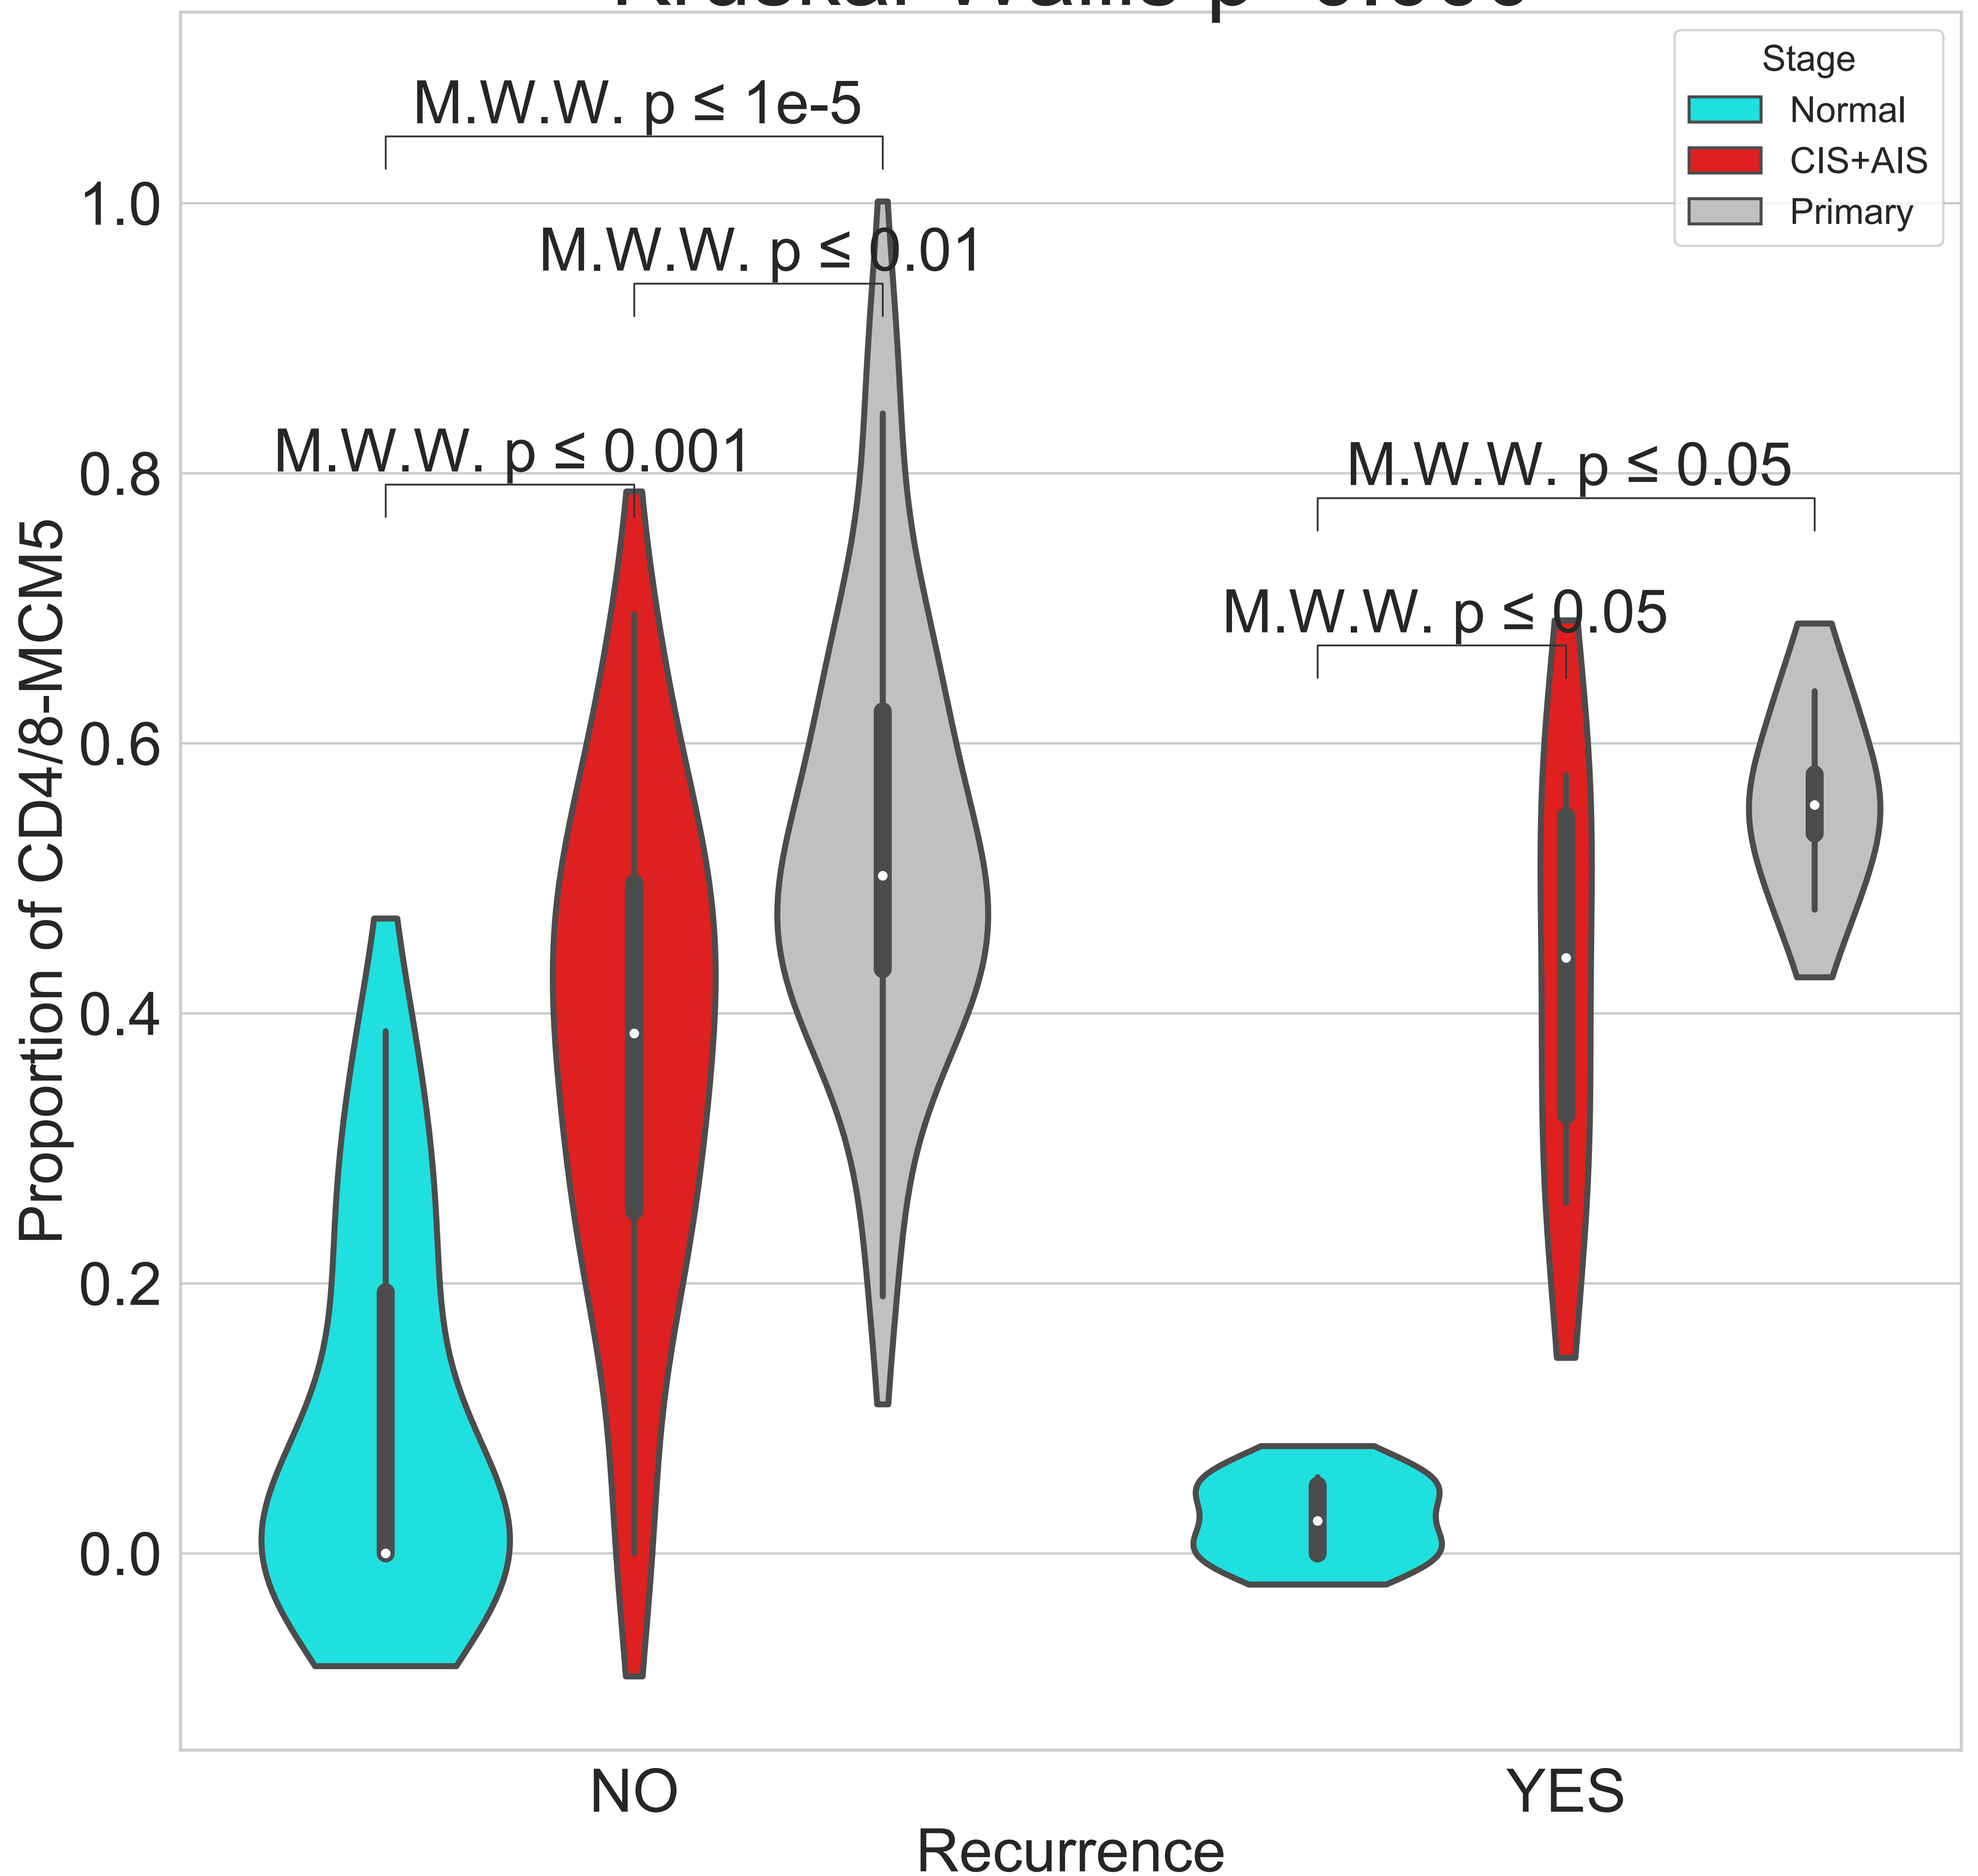 Stage
Normal
CIS+AIS
Primary
M.W.W. p ≤ 1e-5
M.W.W. p ≤ 0.01
M.W.W. p ≤ 0.001
M.W.W. p ≤ 0.05
M.W.W. p ≤ 0.05
Proportion of CD4/8-MCM5
1.0
0.8
0.6
0.4
0.2
0.0
NO
YES
Recurrence